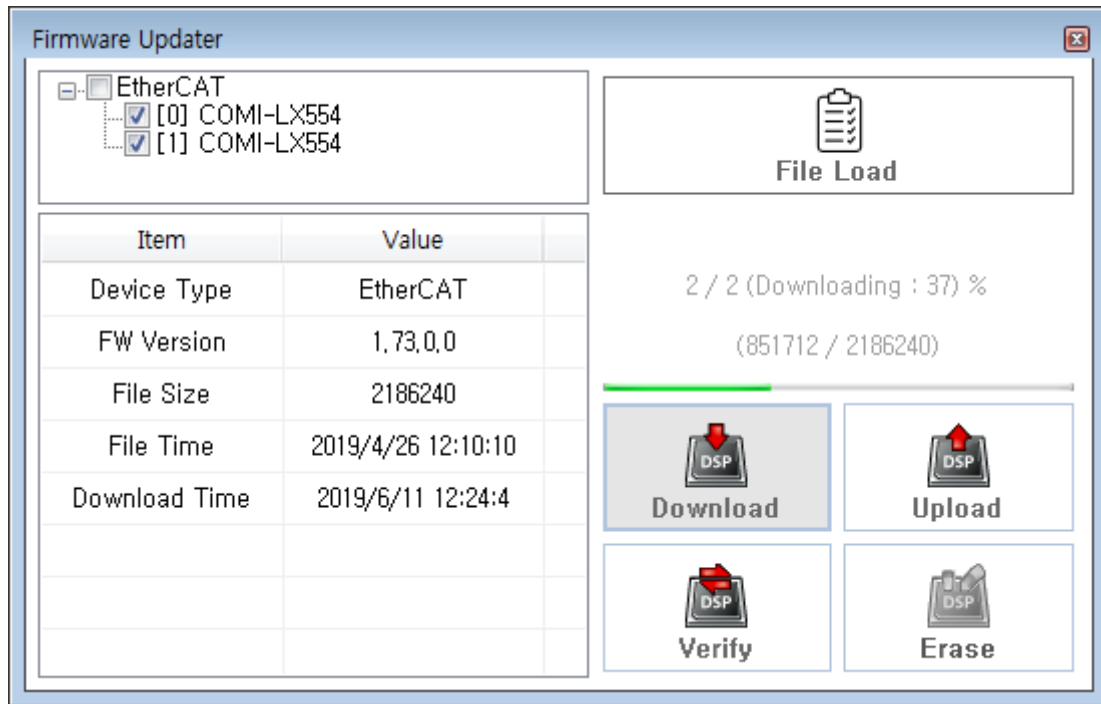 Firmware Updater
EtherCAT
[0] COMI-LX554
[1] COMI-LX554
File Load
Item Value
Device Type EtherCAT
FW Version 1,73,0,0
File Size 2186240
File Time 2019/4/26 12:10:10
Download Time 2019/6/11 12:24:4
2 / 2 (Downloading : 37) %
(851712 / 2186240)
DSP
Download
DSP
Upload
DSP
Verify
DSP
Erase